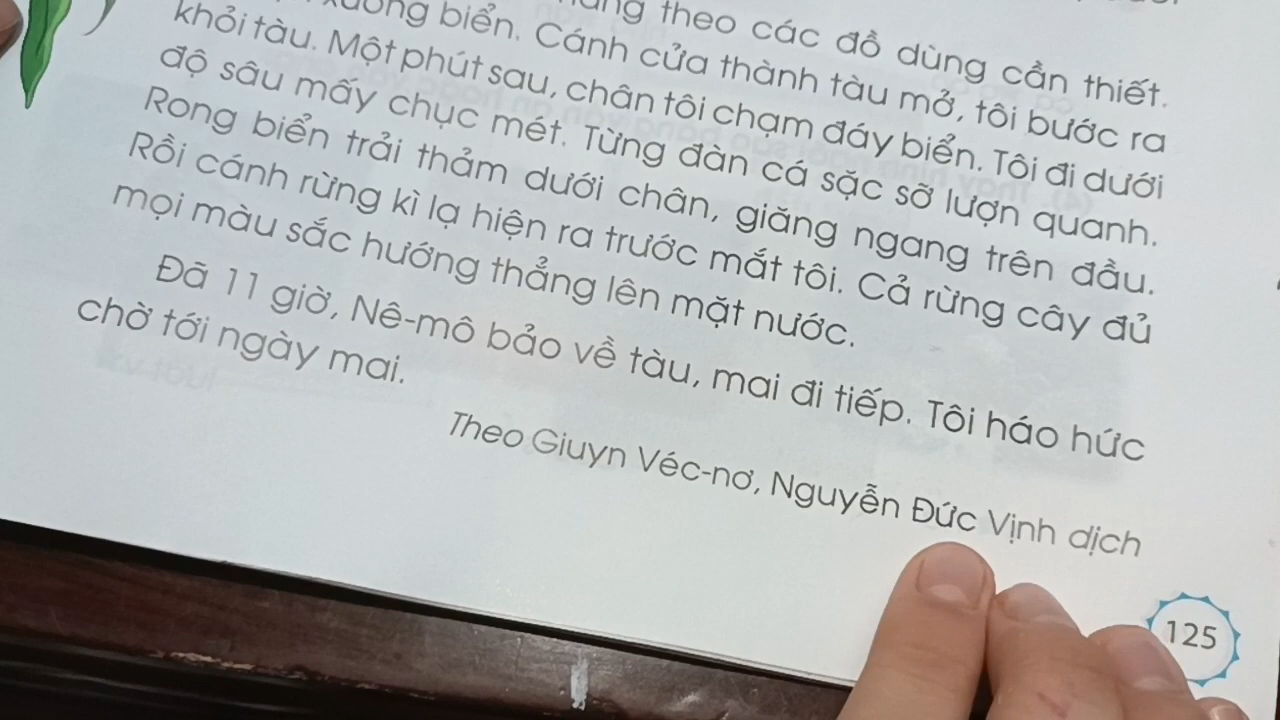 theo các đồ dùng cần thiết.
biển. Cánh cửa thành tàu mở, tôi bước ra
khỏi tàu. Một phút sau, chân tôi chạm đáy biển. Tôi đi dưới
độ sâu mấy chục mét. Từng đàn cá sặc sỡ lượn quanh.
Rong biển trải thảm dưới chân, giăng ngang trên đầu.
Rồi cánh rừng kì lạ hiện ra trước mắt tôi. Cả rừng cây đủ
mọi màu sắc hướng thẳng lên mặt nước.
Đã 11 giờ, Nê-mô bảo về tàu, mai đi tiếp. Tôi háo hức
chờ tới ngày mai.
Theo Giuyn Véc-nơ, Nguyễn Đức Vịnh dịch
125